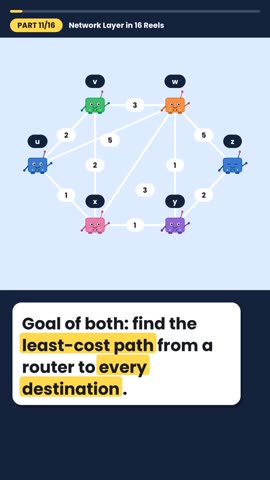 PART 11/16
Network Layer in 16 Reels
v
w
3
u
2
5
5
z
2
1
3
1
x
y
2
1
Goal of both: find the
least-cost path from a
router to every
destination.